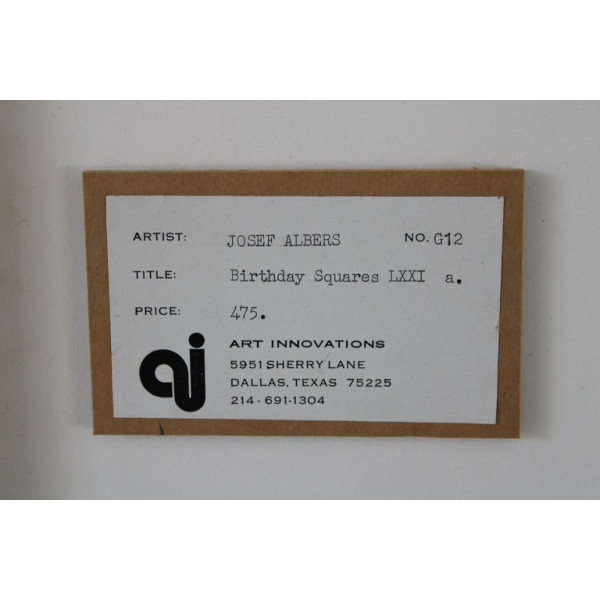 ARTIST: JOSEF ALBERS NO. G12
TITLE: Birthday Squares LXXI a.
PRICE: 475.
ai
ART INNOVATIONS
5951 SHERRY LANE
DALLAS, TEXAS 75225
214-691-1304